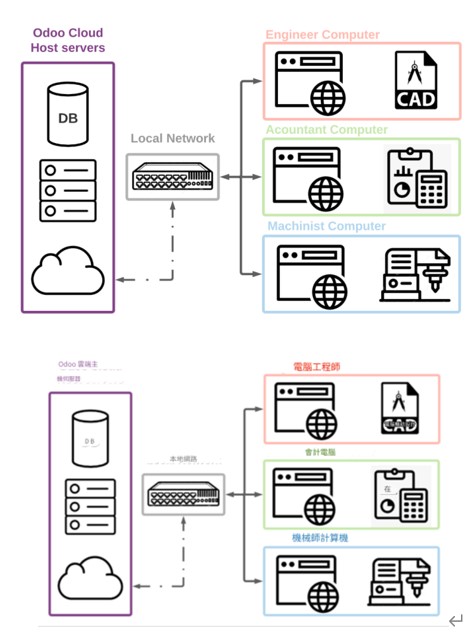 Odoo Cloud
Host servers
Engineer Computer
DB
CAD
Local Network
Acountant Computer
Machinist Computer
Odoo 雲端主
機伺服器
電腦工程師
DB
本地網路
會計電腦
在
機械師計算機